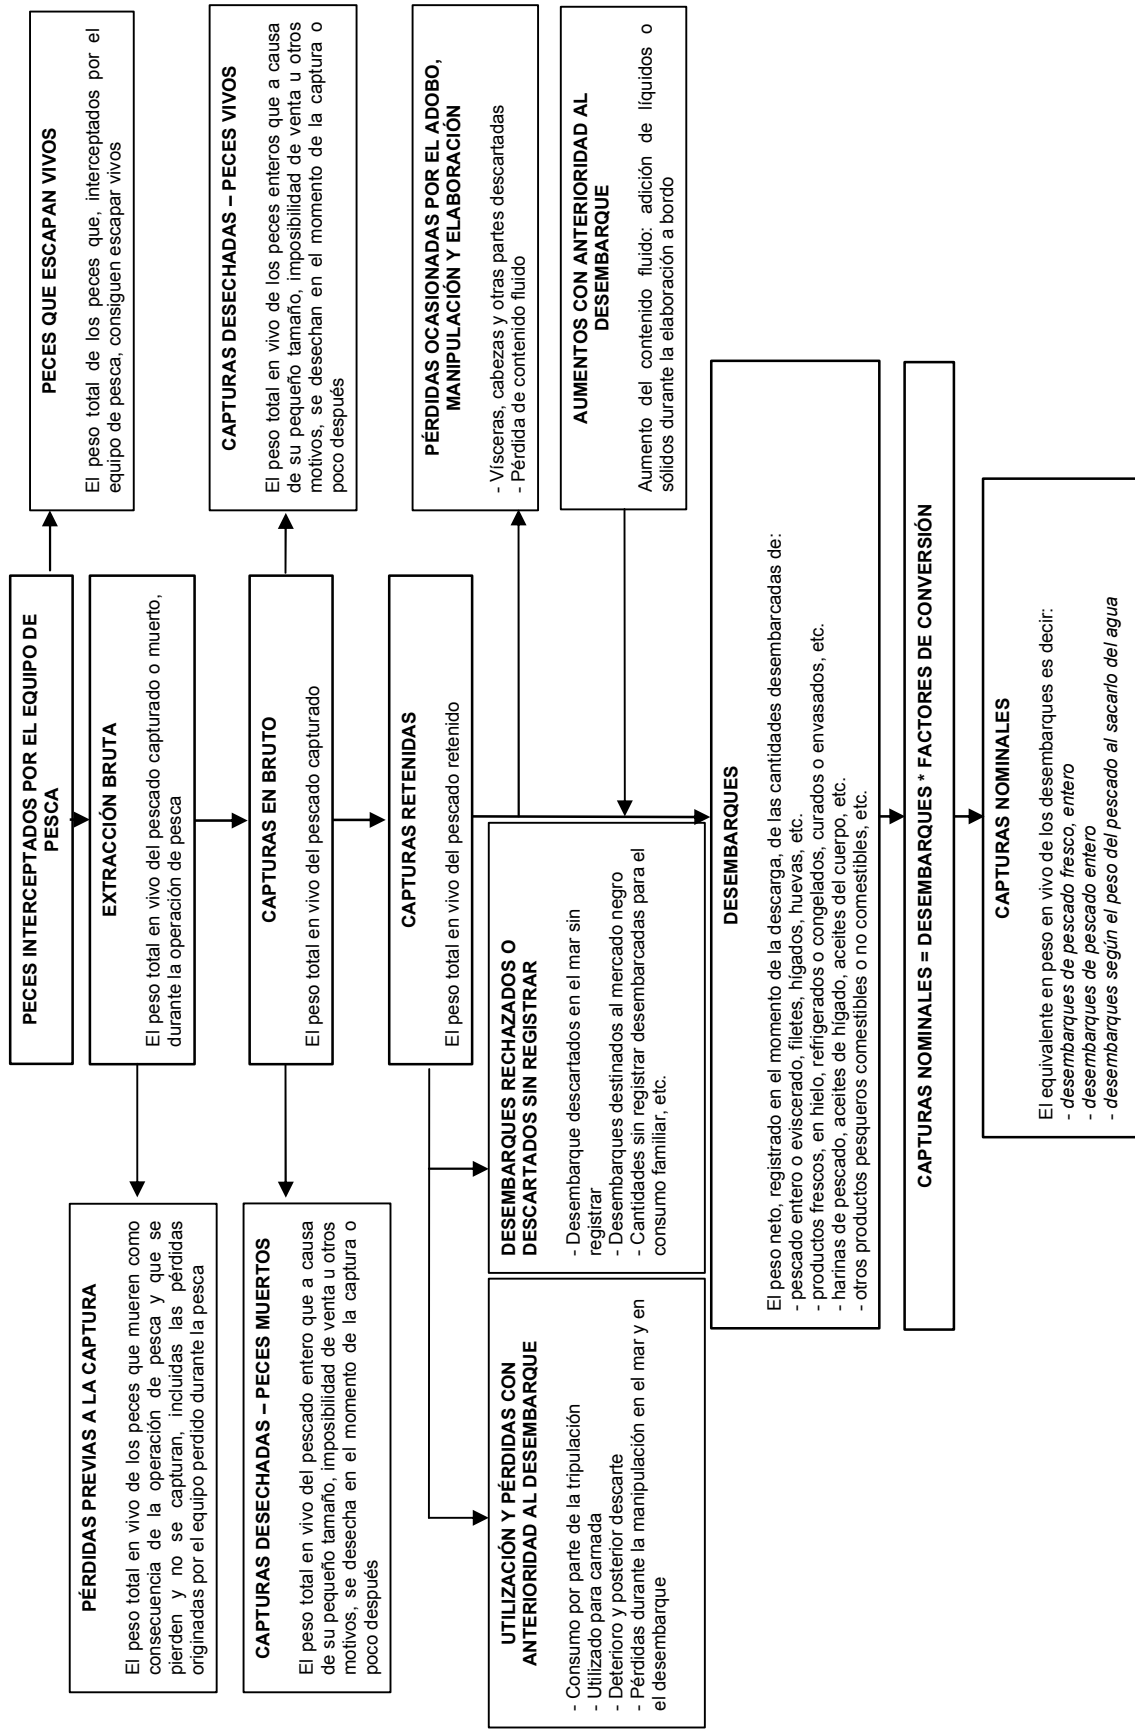 PECES INTERCEPTADOS POR EL EQUIPO DE
PESCA
PECES QUE ESCAPAN VIVOS
El peso total de los peces que, interceptados por el
equipo de pesca, consiguen escapar vivos
EXTRACCIÓN BRUTA
El peso total en vivo del pescado capturado o muerto,
durante la operación de pesca
PÉRDIDAS PREVIAS A LA CAPTURA
El peso total en vivo de los peces que mueren como
consecuencia de la operación de pesca y que se
pierden y no se capturan, incluidas las pérdidas
originadas por el equipo perdido durante la pesca
CAPTURAS EN BRUTO
El peso total en vivo del pescado capturado
CAPTURAS DESECHADAS – PECES VIVOS
El peso total en vivo de los peces enteros que a causa
de su pequeño tamaño, imposibilidad de venta u otros
motivos, se desechan en el momento de la captura o
poco después
CAPTURAS DESECHADAS – PECES MUERTOS
El peso total en vivo del pescado entero que a causa
de su pequeño tamaño, imposibilidad de venta u otros
motivos, se desecha en el momento de la captura o
poco después
CAPTURAS RETENIDAS
El peso total en vivo del pescado retenido
PÉRDIDAS OCASIONADAS POR EL ADOBO,
MANIPULACIÓN Y ELABORACIÓN
- Vísceras, cabezas y otras partes descartadas
- Pérdida de contenido fluido
UTILIZACIÓN Y PÉRDIDAS CON
ANTERIORIDAD AL DESEMBARQUE
- Consumo por parte de la tripulación
- Utilizado para carnada
- Deterioro y posterior descarte
- Pérdidas durante la manipulación en el mar y en
el desembarque
DESEMBARQUES RECHAZADOS O
DESCARTADOS SIN REGISTRAR
- Desembarque descartados en el mar sin
registrar
- Desembarques destinados al mercado negro
- Cantidades sin registrar desembarcadas para el
consumo familiar, etc.
AUMENTOS CON ANTERIORIDAD AL
DESEMBARQUE
Aumento del contenido fluido: adición de líquidos o
sólidos durante la elaboración a bordo
DESEMBARQUES
El peso neto, registrado en el momento de la descarga, de las cantidades desembarcadas de:
- pescado entero o eviscerado, filetes, hígados, huevas, etc.
- productos frescos, en hielo, refrigerados o congelados, curados o envasados, etc.
- harinas de pescado, aceites de hígado, aceites del cuerpo, etc.
- otros productos pesqueros comestibles o no comestibles, etc.
CAPTURAS NOMINALES = DESEMBARQUES * FACTORES DE CONVERSIÓN
CAPTURAS NOMINALES
El equivalente en peso en vivo de los desembarques es decir:
- desembarques de pescado fresco, entero
- desembarques de pescado entero
- desembarques según el peso del pescado al sacarlo del agua